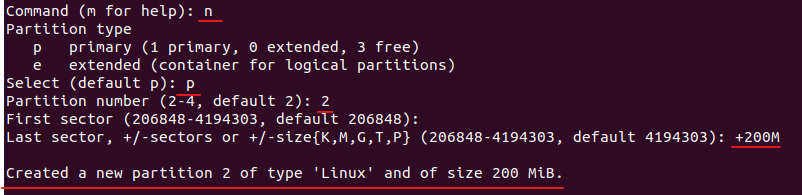 Command (m for help): n
Partition type
   p   primary (1 primary, 0 extended, 3 free)
   e   extended (container for logical partitions)
Select (default p): p
Partition number (2-4, default 2): 2
First sector (206848-4194303, default 206848):
Last sector, +/-sectors or +/-size{K,M,G,T,P} (206848-4194303, default 4194303): +200M
Created a new partition 2 of type 'Linux' and of size 200 MiB.